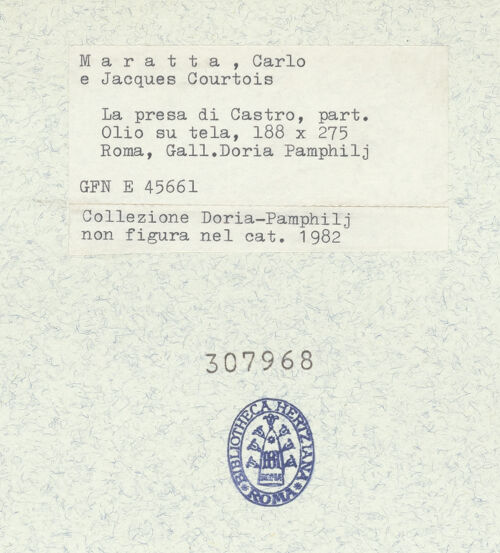 M a r a t t a , Carlo
e Jacques Courtois
La presa di Castro, part.
Olio su tela, 188 x 275
Roma, Gall.Doria Pamphilj
GFN E 45661
Collezione Doria-Pamphilj
non figura nel cat. 1982
307968
BIBLIOTHECA HERTZIANA
ROMA